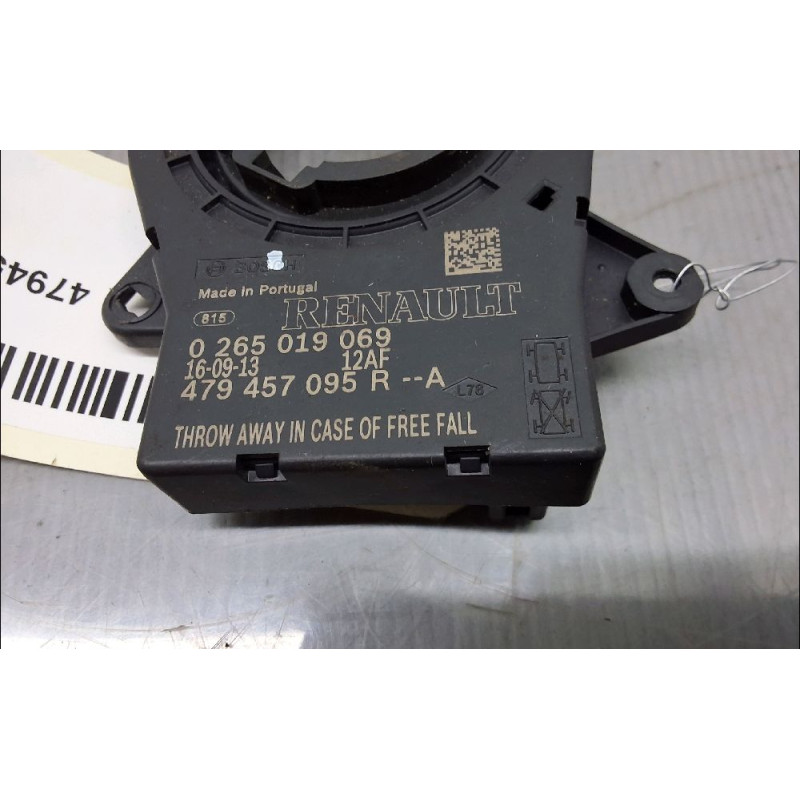 BOSCH
Made in Portugal
815
RENAULT
0 265 019 069
16-09-13 12AF
479 457 095 R --A
L78
THROW AWAY IN CASE OF FREE FALL
4794